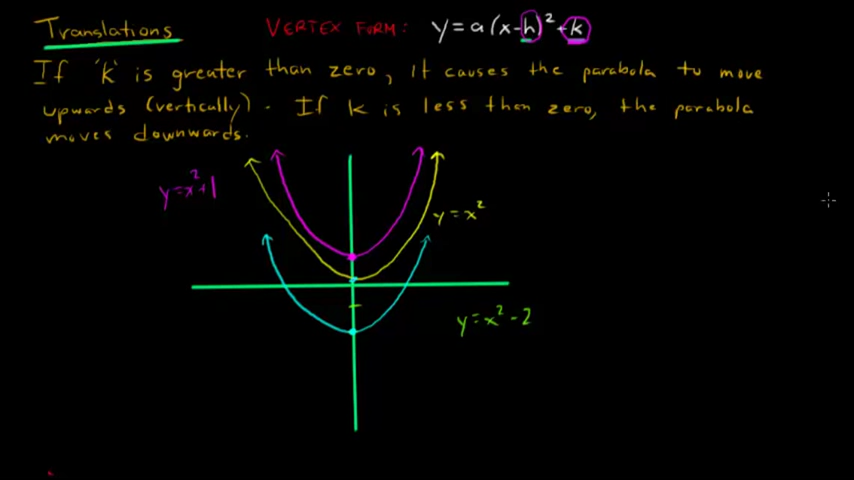 Translations VERTEX FORM: y = a(x-h)² + k
If 'k' is greater than zero, it causes the parabola to move
upwards (vertically). If k is less than zero, the parabola
moves downwards.
y=x²+1
y=x²
y=x²-2